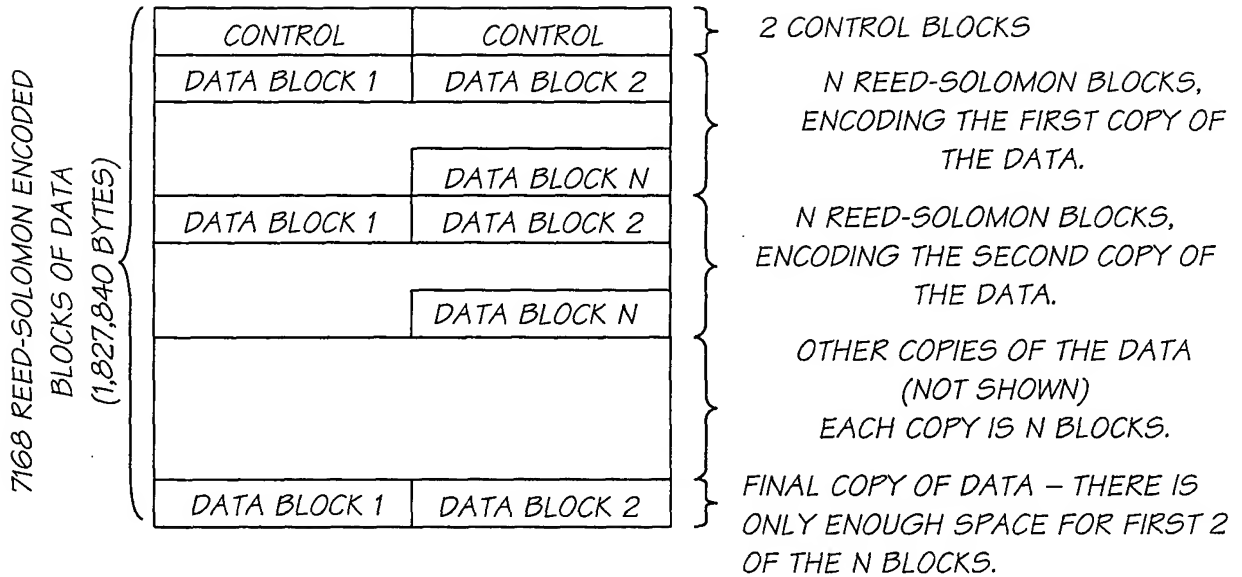 7168 REED-SOLOMON ENCODED
BLOCKS OF DATA
(1,827,840 BYTES)
CONTROL CONTROL
2 CONTROL BLOCKS
DATA BLOCK 1 DATA BLOCK 2
DATA BLOCK N
N REED-SOLOMON BLOCKS,
ENCODING THE FIRST COPY OF
THE DATA.
DATA BLOCK 1 DATA BLOCK 2
DATA BLOCK N
N REED-SOLOMON BLOCKS,
ENCODING THE SECOND COPY OF
THE DATA.
OTHER COPIES OF THE DATA
(NOT SHOWN)
EACH COPY IS N BLOCKS.
DATA BLOCK 1 DATA BLOCK 2
FINAL COPY OF DATA – THERE IS
ONLY ENOUGH SPACE FOR FIRST 2
OF THE N BLOCKS.